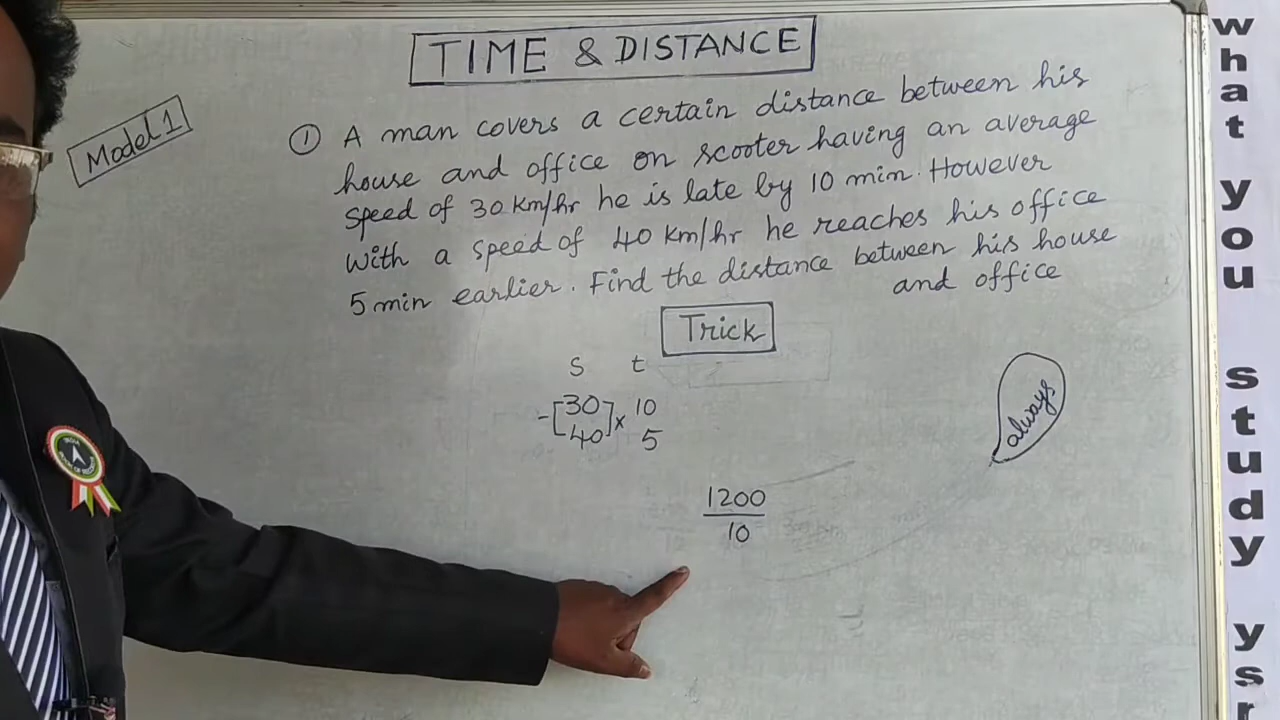 TIME & DISTANCE
Model 1
① A man covers a certain distance between his
house and office on scooter having an average
speed of 30 km/hr he is late by 10 min. However
with a speed of 40 km/hr he reaches his office
5 min earlier. Find the distance between his house
and office
Trick
S t
-[30 40]× 10 5
always
1200
10
what you study ys